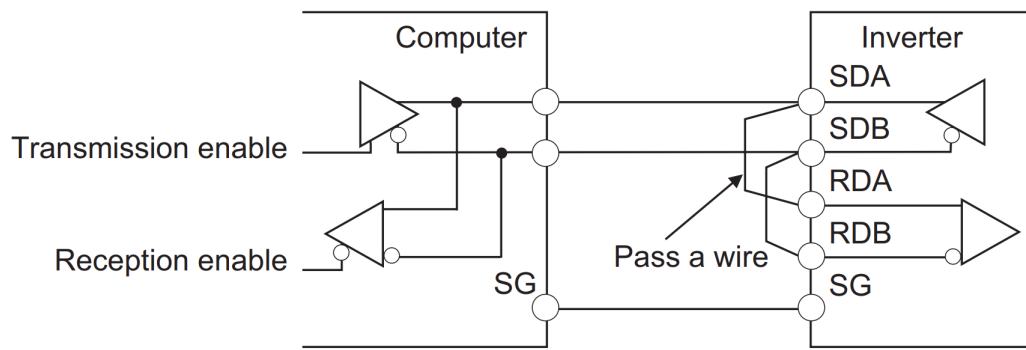 Computer
Inverter
SDA
SDB
Transmission enable
RDA
RDB
Pass a wire
Reception enable
SG
SG